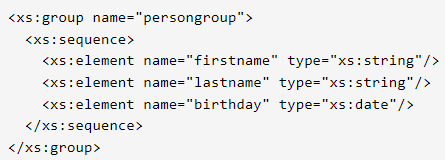 <xs:group name="persongroup">
  <xs:sequence>
    <xs:element name="firstname" type="xs:string"/>
    <xs:element name="lastname" type="xs:string"/>
    <xs:element name="birthday" type="xs:date"/>
  </xs:sequence>
</xs:group>